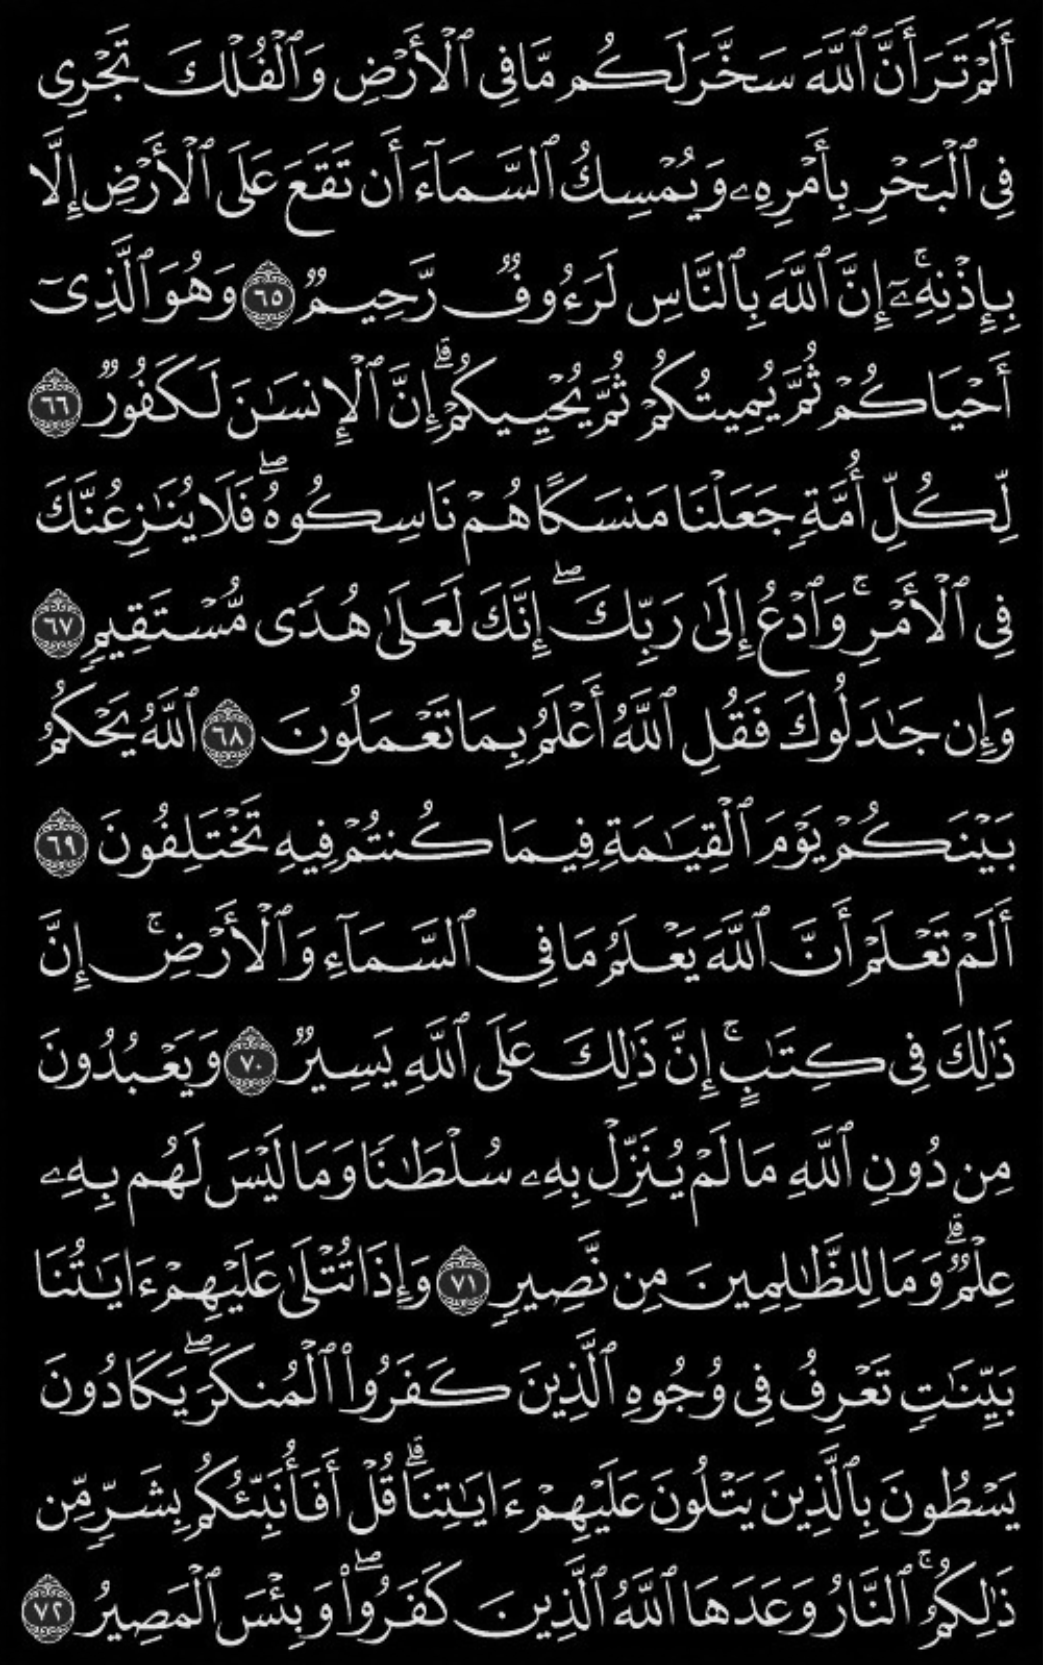 أَلَمْ تَرَ أَنَّ ٱللَّهَ سَخَّرَ لَكُم مَّا فِى ٱلْأَرْضِ وَٱلْفُلْكَ تَجْرِى
فِى ٱلْبَحْرِ بِأَمْرِهِۦ وَيُمْسِكُ ٱلسَّمَآءَ أَن تَقَعَ عَلَى ٱلْأَرْضِ إِلَّا
بِإِذْنِهِۦٓ ۚ إِنَّ ٱللَّهَ بِٱلنَّاسِ لَرَءُوفٌ رَّحِيمٌ ۝٦٥ وَهُوَ ٱلَّذِىٓ
أَحْيَاكُمْ ثُمَّ يُمِيتُكُمْ ثُمَّ يُحْيِيكُمْ ۗ إِنَّ ٱلْإِنسَـٰنَ لَكَفُورٌ ۝٦٦
لِّكُلِّ أُمَّةٍ جَعَلْنَا مَنسَكًا هُمْ نَاسِكُوهُ ۖ فَلَا يُنَـٰزِعُنَّكَ
فِى ٱلْأَمْرِ ۚ وَٱدْعُ إِلَىٰ رَبِّكَ ۖ إِنَّكَ لَعَلَىٰ هُدًى مُّسْتَقِيمٍ ۝٦٧
وَإِن جَـٰدَلُوكَ فَقُلِ ٱللَّهُ أَعْلَمُ بِمَا تَعْمَلُونَ ۝٦٨ ٱللَّهُ يَحْكُمُ
بَيْنَكُمْ يَوْمَ ٱلْقِيَـٰمَةِ فِيمَا كُنتُمْ فِيهِ تَخْتَلِفُونَ ۝٦٩
أَلَمْ تَعْلَمْ أَنَّ ٱللَّهَ يَعْلَمُ مَا فِى ٱلسَّمَآءِ وَٱلْأَرْضِ ۗ إِنَّ
ذَٰلِكَ فِى كِتَـٰبٍ ۚ إِنَّ ذَٰلِكَ عَلَى ٱللَّهِ يَسِيرٌ ۝٧٠ وَيَعْبُدُونَ
مِن دُونِ ٱللَّهِ مَا لَمْ يُنَزِّلْ بِهِۦ سُلْطَـٰنًا وَمَا لَيْسَ لَهُم بِهِۦ
عِلْمٌ ۗ وَمَا لِلظَّـٰلِمِينَ مِن نَّصِيرٍ ۝٧١ وَإِذَا تُتْلَىٰ عَلَيْهِمْ ءَايَـٰتُنَا
بَيِّنَـٰتٍ تَعْرِفُ فِى وُجُوهِ ٱلَّذِينَ كَفَرُوا۟ ٱلْمُنكَرَ ۖ يَكَادُونَ
يَسْطُونَ بِٱلَّذِينَ يَتْلُونَ عَلَيْهِمْ ءَايَـٰتِنَا ۗ قُلْ أَفَأُنَبِّئُكُم بِشَرٍّ مِّن
ذَٰلِكُمُ ۚ ٱلنَّارُ وَعَدَهَا ٱللَّهُ ٱلَّذِينَ كَفَرُوا۟ ۖ وَبِئْسَ ٱلْمَصِيرُ ۝٧٢